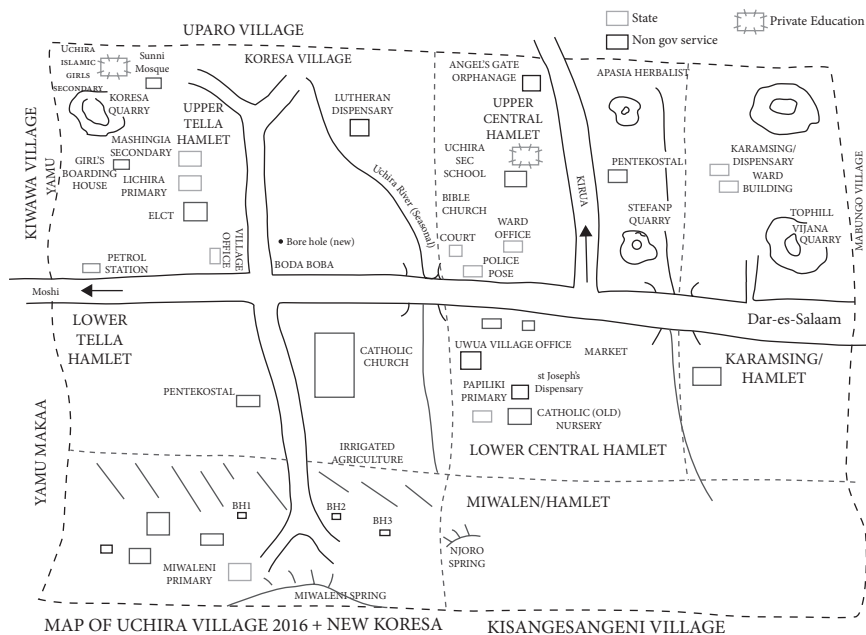 UPARO VILLAGE
State
Private Education
Non gov service
UCHIRA
ISLAMIC
GIRLS
SECONDARY
Sunni
Mosque
KORESA VILLAGE
ANGEL'S GATE
ORPHANAGE
APASIA HERBALIST
KORESA
QUARRY
UPPER
TELLA
HAMLET
LUTHERAN
DISPENSARY
UPPER
CENTRAL
HAMLET
MASHINGIA
SECONDARY
UCHIRA
SEC
SCHOOL
KARAMSING/
DISPENSARY
WARD
BUILDING
GIRL'S
BOARDING
HOUSE
LICHIRA
PRIMARY
PENTEKOSTAL
KIWAWA VILLAGE
YAMU
Uchira River (Seasonal)
KIRUA
MABUNGO VILLAGE
BIBLE
CHURCH
ELCT
STEFANP
QUARRY
TOPHILL
VIJANA
QUARRY
VILLAGE
OFFICE
Bore hole (new)
WARD
OFFICE
COURT
PETROL
STATION
BODA BOBA
POLICE
POSE
Moshi
Dar-es-Salaam
LOWER
TELLA
HAMLET
CATHOLIC
CHURCH
UWUA VILLAGE OFFICE
MARKET
KARAMSING/
HAMLET
PENTEKOSTAL
PAPILIKI
PRIMARY
st Joseph's
Dispensary
CATHOLIC (OLD)
NURSERY
YAMU MAKAA
IRRIGATED
AGRICULTURE
LOWER CENTRAL HAMLET
BH1
BH2
BH3
MIWALEN/HAMLET
NJORO
SPRING
MIWALENI
PRIMARY
MIWALENI SPRING
MAP OF UCHIRA VILLAGE 2016 + NEW KORESA
KISANGESANGENI VILLAGE